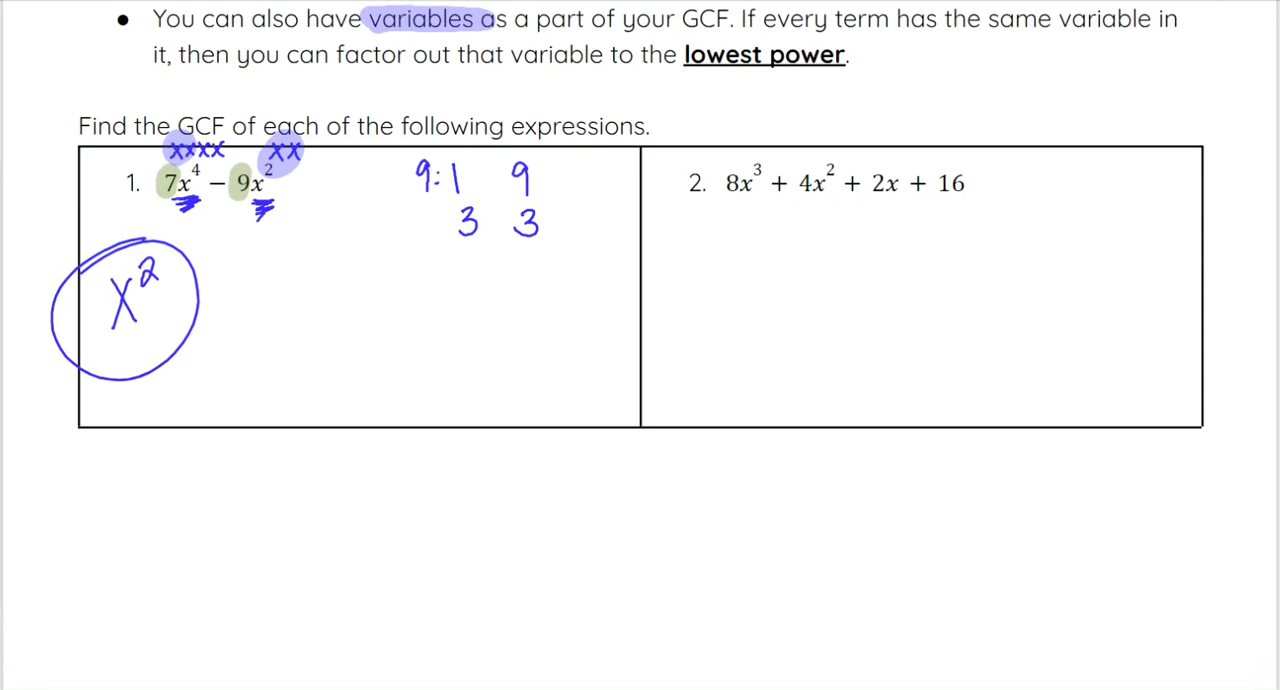 ● You can also have variables as a part of your GCF. If every term has the same variable in
it, then you can factor out that variable to the lowest power.
Find the GCF of each of the following expressions.
xxxx xx
1. 7x⁴ − 9x²
9: 1 9
3 3
x²
2. 8x³ + 4x² + 2x + 16